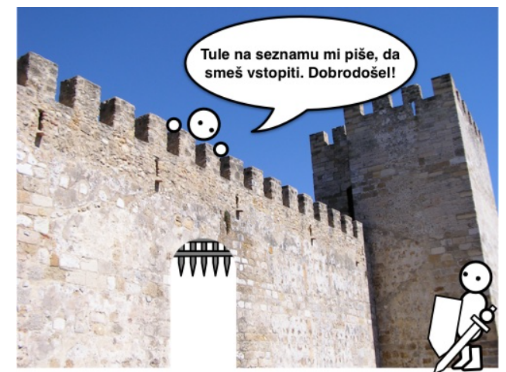 Tule na seznamu mi piše, da
smeš vstopiti. Dobrodošel!